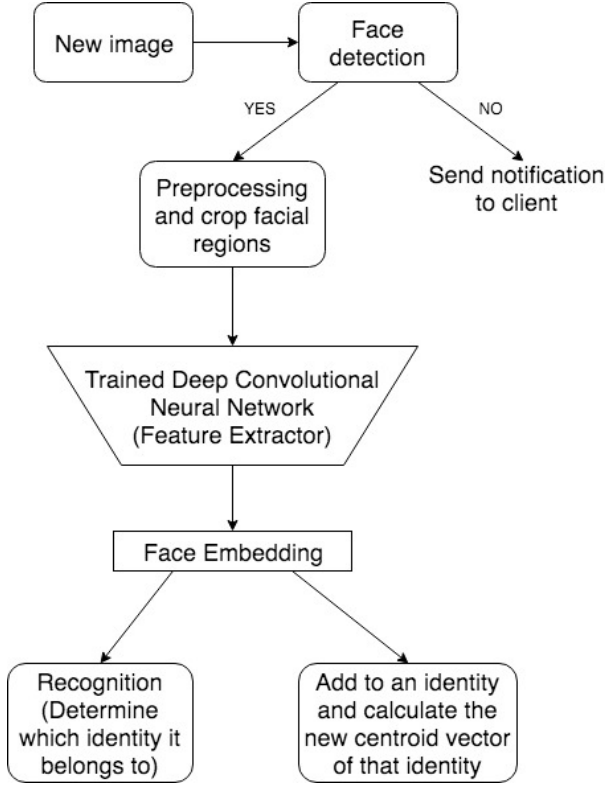 New image
Face
detection
YES
NO
Preprocessing
and crop facial
regions
Send notification
to client
Trained Deep Convolutional
Neural Network
(Feature Extractor)
Face Embedding
Recognition
(Determine
which identity it
belongs to)
Add to an identity
and calculate the
new centroid vector
of that identity